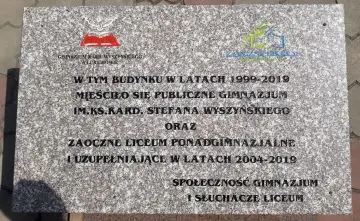 W TYM BUDYNKU W LATACH 1999-2019
MIEŚCIŁO SIĘ PUBLICZNE GIMNAZJUM
IM.KS.KARD. STEFANA WYSZYŃSKIEGO
ORAZ
ZAOCZNE LICEUM PONADGIMNAZJALNE
I UZUPEŁNIAJĄCE W LATACH 2004-2019
SPOŁECZNOŚĆ GIMNAZJUM
I SŁUCHACZE LICEUM